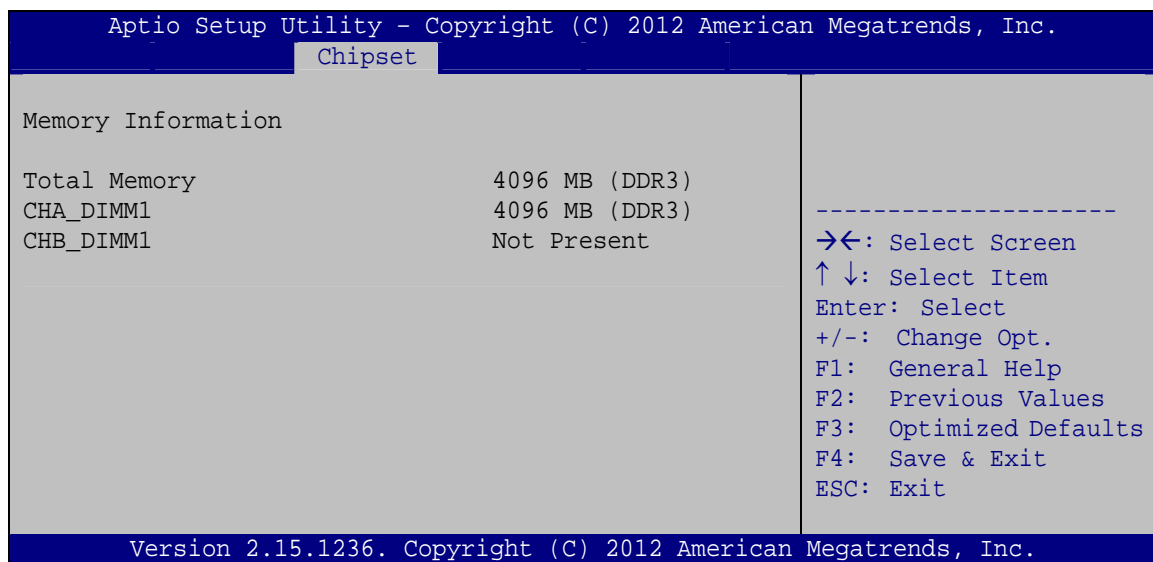 Aptio Setup Utility – Copyright (C) 2012 American Megatrends, Inc.
Chipset
Memory Information
Total Memory 4096 MB (DDR3)
CHA_DIMM1 4096 MB (DDR3)
CHB_DIMM1 Not Present
---------------------
→←: Select Screen
↑ ↓: Select Item
Enter: Select
+/-: Change Opt.
F1: General Help
F2: Previous Values
F3: Optimized Defaults
F4: Save & Exit
ESC: Exit
Version 2.15.1236. Copyright (C) 2012 American Megatrends, Inc.